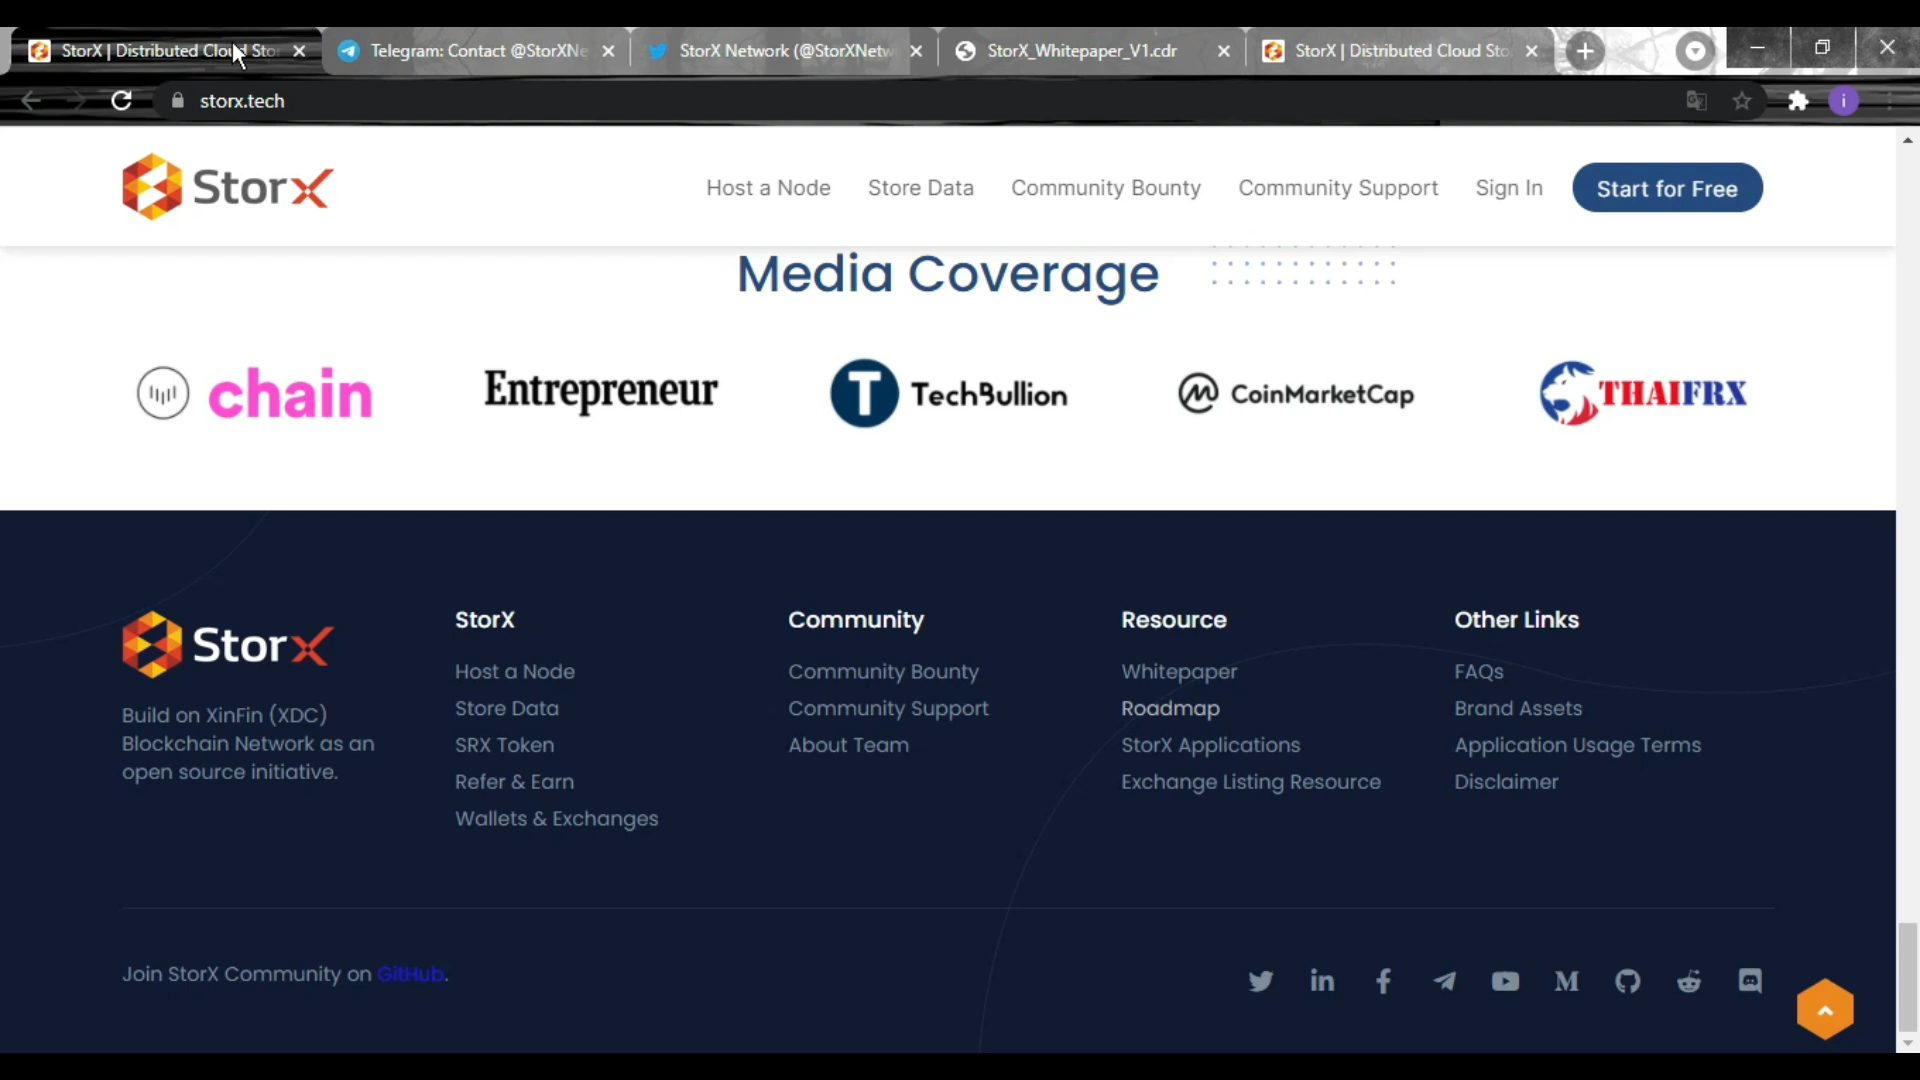 StorX | Distributed Cloud Sto
Telegram: Contact @StorXNe
StorX Network (@StorXNetw
StorX_Whitepaper_V1.cdr
StorX | Distributed Cloud Sto
storx.tech
i
StorX
Host a Node
Store Data
Community Bounty
Community Support
Sign In
Start for Free
Media Coverage
chain
Entrepreneur
TechBullion
CoinMarketCap
THAIFRX
StorX
Build on XinFin (XDC)
Blockchain Network as an
open source initiative.
StorX
Host a Node
Store Data
SRX Token
Refer & Earn
Wallets & Exchanges
Community
Community Bounty
Community Support
About Team
Resource
Whitepaper
Roadmap
StorX Applications
Exchange Listing Resource
Other Links
FAQs
Brand Assets
Application Usage Terms
Disclaimer
Join StorX Community on GitHub.